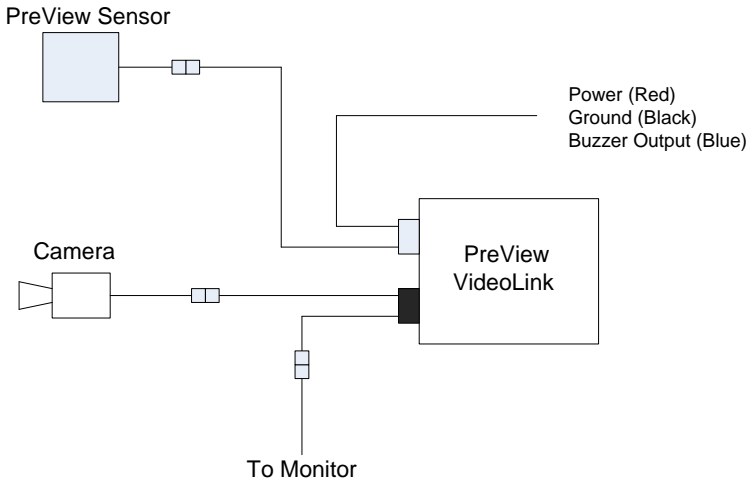 PreView Sensor
Power (Red)
Ground (Black)
Buzzer Output (Blue)
Camera
PreView
VideoLink
To Monitor